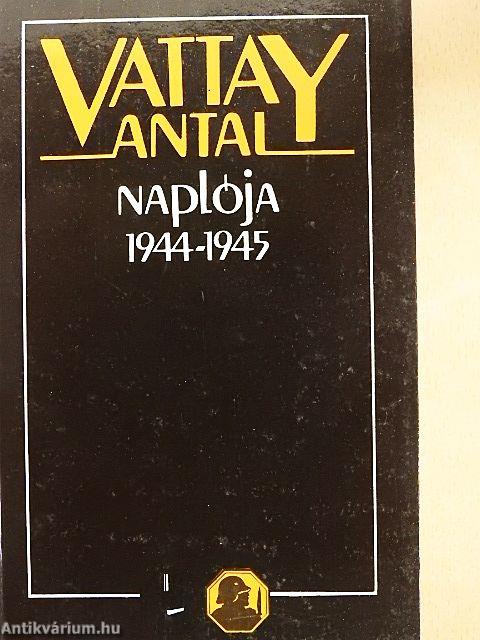 VATTAY
ANTAL
NAplójA
1944-1945
Antikvárium.hu